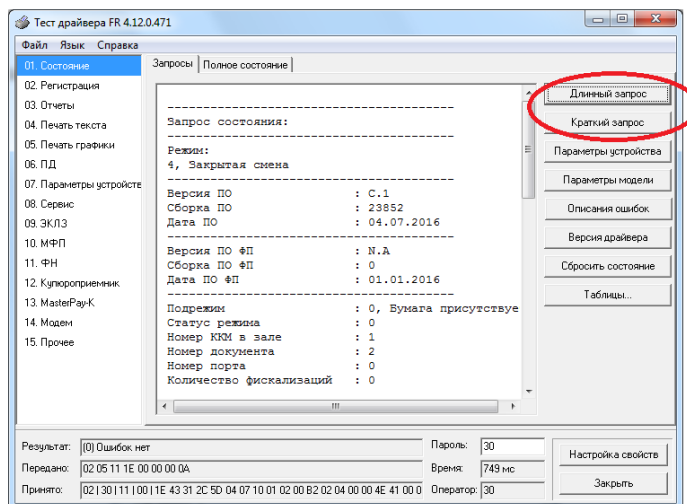 Тест драйвера FR 4.12.0.471
Файл Язык Справка
01. Состояние
02. Регистрация
03. Отчеты
04. Печать текста
05. Печать графики
06. ПД
07. Параметры устройств
08. Сервис
09. ЭКЛЗ
10. МФП
11. ФН
12. Купюроприемник
13. MasterPay-K
14. Модем
15. Прочее
Запросы Полное состояние
Запрос состояния:
Режим:
4, Закрытая смена
Версия ПО : C.1
Сборка ПО : 23852
Дата ПО : 04.07.2016
Версия ПО ФП : N.A
Сборка ПО ФП : 0
Дата ПО ФП : 01.01.2016
Подрежим : 0, Бумага присутствуе
Статус режима : 0
Номер ККМ в зале : 1
Номер документа : 2
Номер порта : 0
Количество фискализаций : 0
Длинный запрос
Краткий запрос
Параметры устройства
Параметры модели
Описания ошибок
Версия драйвера
Сбросить состояние
Таблицы...
Результат: (0) Ошибок нет
Пароль: 30
Передано: 02 05 11 1E 00 00 00 0A
Время: 749 мс
Принято: 02 | 30 | 11 | 00 | 1E 43 31 2C 5D 04 07 10 01 02 00 B2 02 04 00 00 4E 41 00 0
Оператор: 30
Настройка свойств
Закрыть